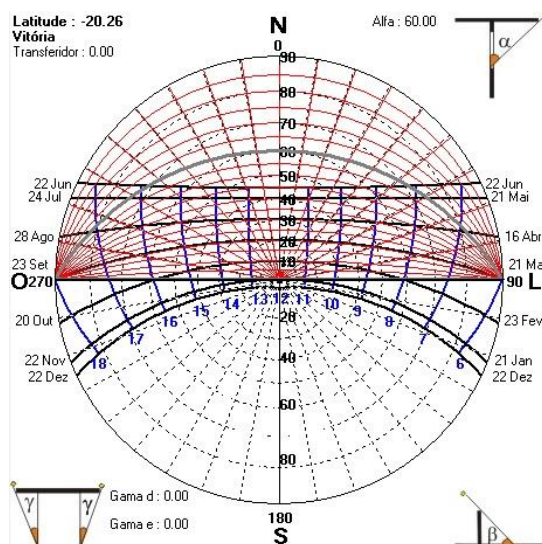 Latitude : -20.26
Vitória
Transferidor : 0.00
Alfa : 60.00
α
N
0
90
80
70
60
50
40
30
20
10
22 Jun
24 Jul
28 Ago
23 Set
O 270
20 Out
22 Nov
22 Dez
22 Jun
21 Mai
16 Abr
21 Ma
90 L
23 Fev
21 Jan
22 Dez
18
17
16
15
14
13
12
11
10
9
8
7
6
20
40
60
80
180
S
γ
γ
Gama d : 0.00
Gama e : 0.00
β